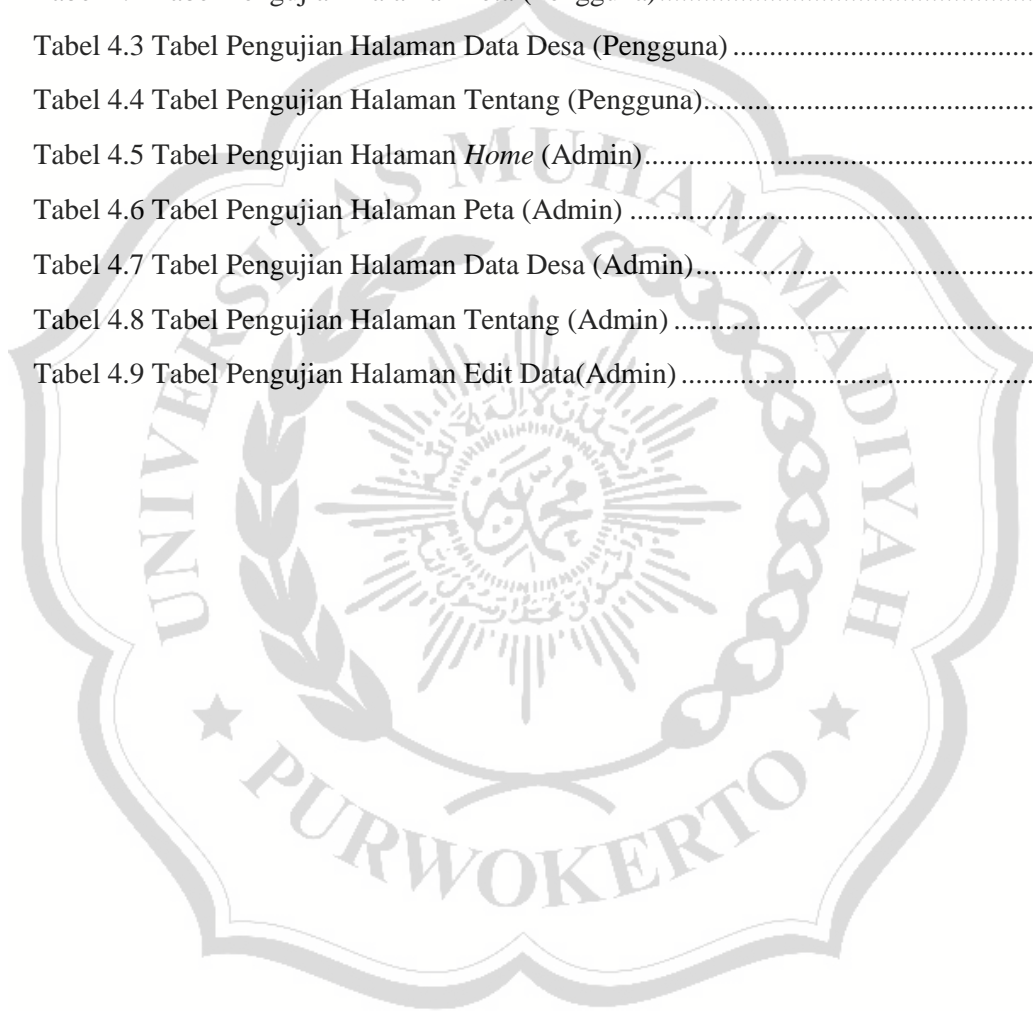 Tabel 4.3 Tabel Pengujian Halaman Data Desa (Pengguna)
Tabel 4.4 Tabel Pengujian Halaman Tentang (Pengguna)
Tabel 4.5 Tabel Pengujian Halaman Home (Admin)
Tabel 4.6 Tabel Pengujian Halaman Peta (Admin)
Tabel 4.7 Tabel Pengujian Halaman Data Desa (Admin)
Tabel 4.8 Tabel Pengujian Halaman Tentang (Admin)
Tabel 4.9 Tabel Pengujian Halaman Edit Data(Admin)
UNIVERSITAS MUHAMMADIYAH
PURWOKERTO